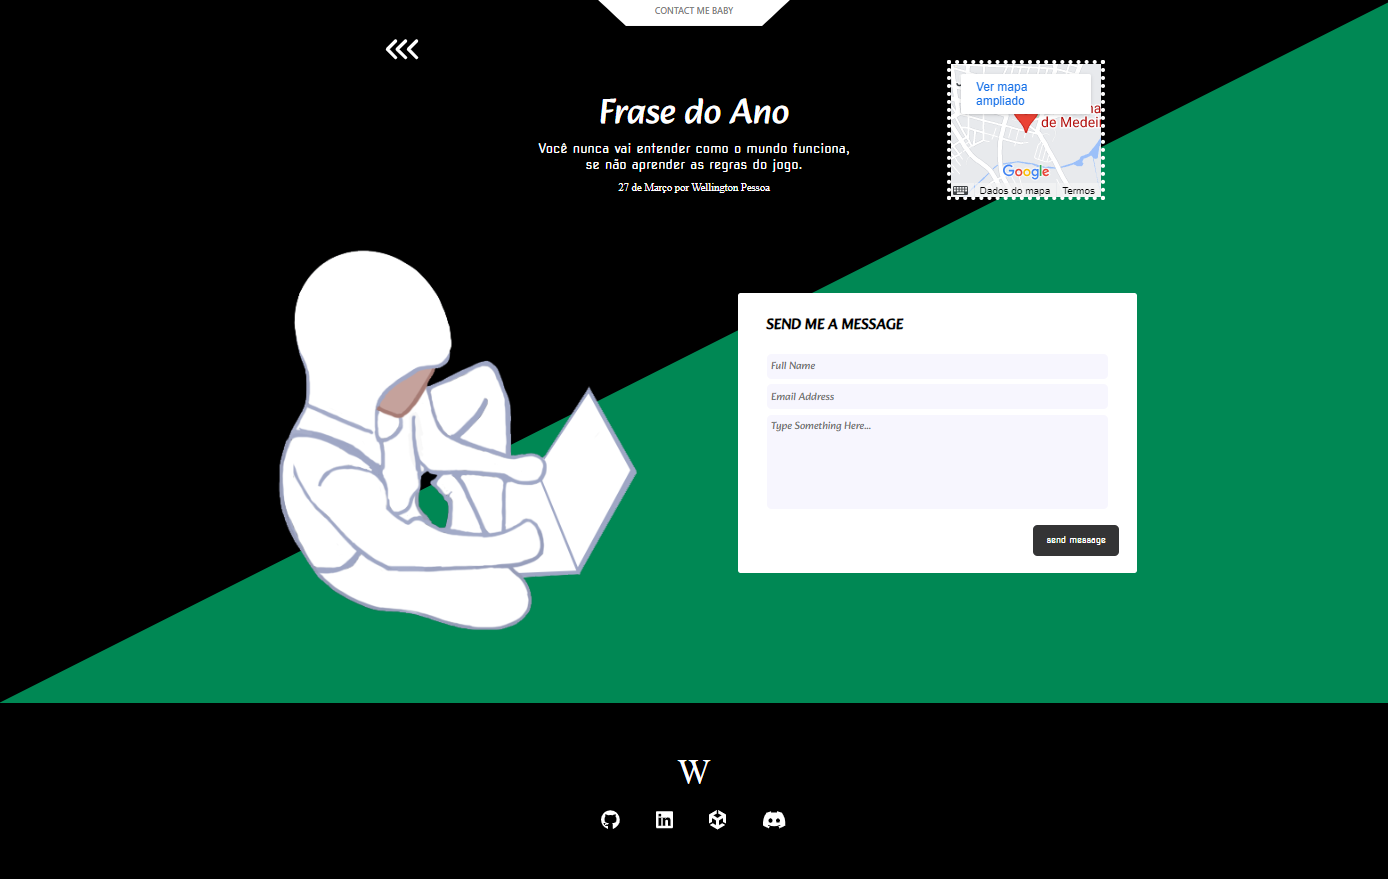 CONTACT ME BABY
Frase do Ano
Você nunca vai entender como o mundo funciona,
se não aprender as regras do jogo.
27 de Março por Wellington Pessoa
Ver mapa
ampliado
de Medeir
Google
Dados do mapa
Termos
SEND ME A MESSAGE
Full Name
Email Address
Type Something Here...
send message
W
in